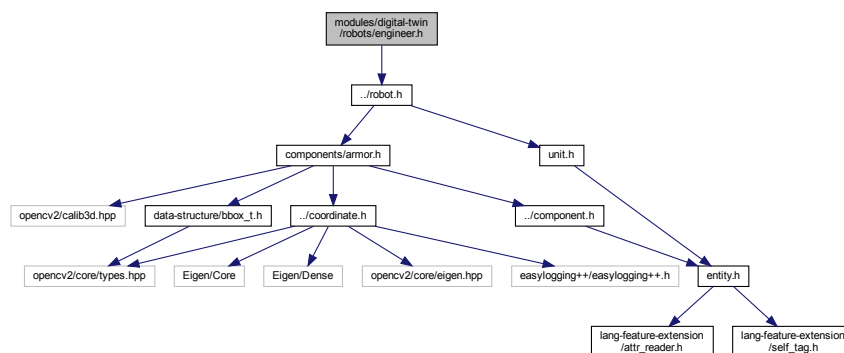 modules/digital-twin
/robots/engineer.h
../robot.h
components/armor.h
unit.h
opencv2/calib3d.hpp
data-structure/bbox_t.h
../coordinate.h
../component.h
opencv2/core/types.hpp
Eigen/Core
Eigen/Dense
opencv2/core/eigen.hpp
easylogging++/easylogging++.h
entity.h
lang-feature-extension
/attr_reader.h
lang-feature-extension
/self_tag.h